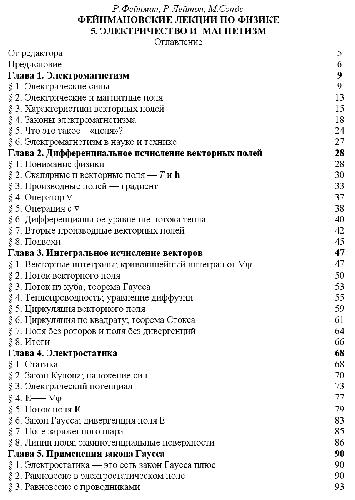 Р. Фейнман, Р. Лейтон, М. Сэндс
ФЕЙНМАНОВСКИЕ ЛЕКЦИИ ПО ФИЗИКЕ
5. ЭЛЕКТРИЧЕСТВО И МАГНЕТИЗМ
Оглавление
От редактора 5
Предисловие 6
Глава 1. Электромагнетизм 9
§ 1. Электрические силы 9
§ 2. Электрические и магнитные поля 13
§ 3. Характеристики векторных полей 15
§ 4. Законы электромагнетизма 18
§ 5. Что это такое — «поля»? 24
§ 6. Электромагнетизм в науке и технике 27
Глава 2. Дифференциальное исчисление векторных полей 28
§ 1. Понимание физики 28
§ 2. Скалярные и векторные поля — T и h 30
§ 3. Производные полей — градиент 33
§ 4. Оператор ∇ 37
§ 5. Операции с ∇ 38
§ 6. Дифференциальное уравнение потока тепла 40
§ 7. Вторые производные векторных полей 42
§ 8. Подвохи 45
Глава 3. Интегральное исчисление векторов 47
§ 1. Векторные интегралы; криволинейный интеграл от ∇ψ 47
§ 2. Поток векторного поля 50
§ 3. Поток из куба; теорема Гаусса 53
§ 4. Теплопроводность; уравнение диффузии 55
§ 5. Циркуляция векторного поля 59
§ 6. Циркуляция по квадрату; теорема Стокса 61
§ 7. Поля без роторов и поля без дивергенций 64
§ 8. Итоги 66
Глава 4. Электростатика 68
§ 1. Статика 68
§ 2. Закон Кулона; наложение сил 70
§ 3. Электрический потенциал 73
§ 4. E=— ∇φ 77
§ 5. Поток поля E 79
§ 6. Закон Гаусса; дивергенция поля E 83
§ 7. Поле заряженного шара 85
§ 8. Линии поля; эквипотенциальные поверхности 86
Глава 5. Применения закона Гаусса 90
§ 1. Электростатика — это есть закон Гаусса плюс 90
§ 2. Равновесие в электростатическом поле 90
§ 3. Равновесие с проводниками 93